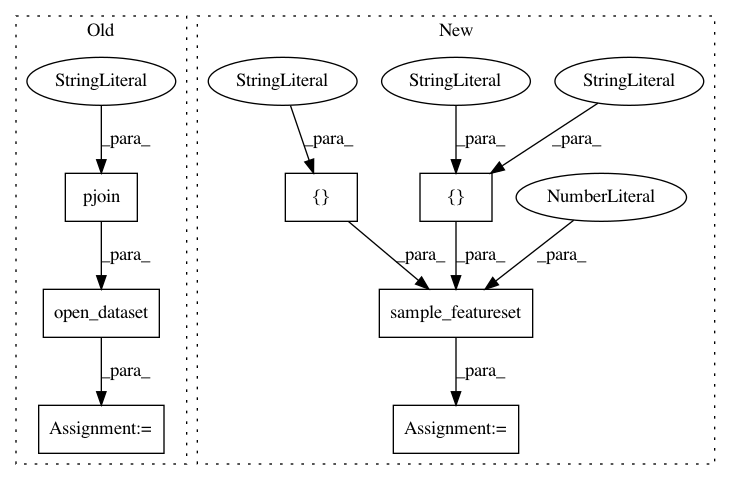 Old
New
StringLiteral
StringLiteral
StringLiteral
StringLiteral
_para_
_para_
_para_
_para_
pjoin
{}
{}
NumberLiteral
_para_
_para_
_para_
_para_
open_dataset
sample_featureset
_para_
_para_
Assignment:=
Assignment:=